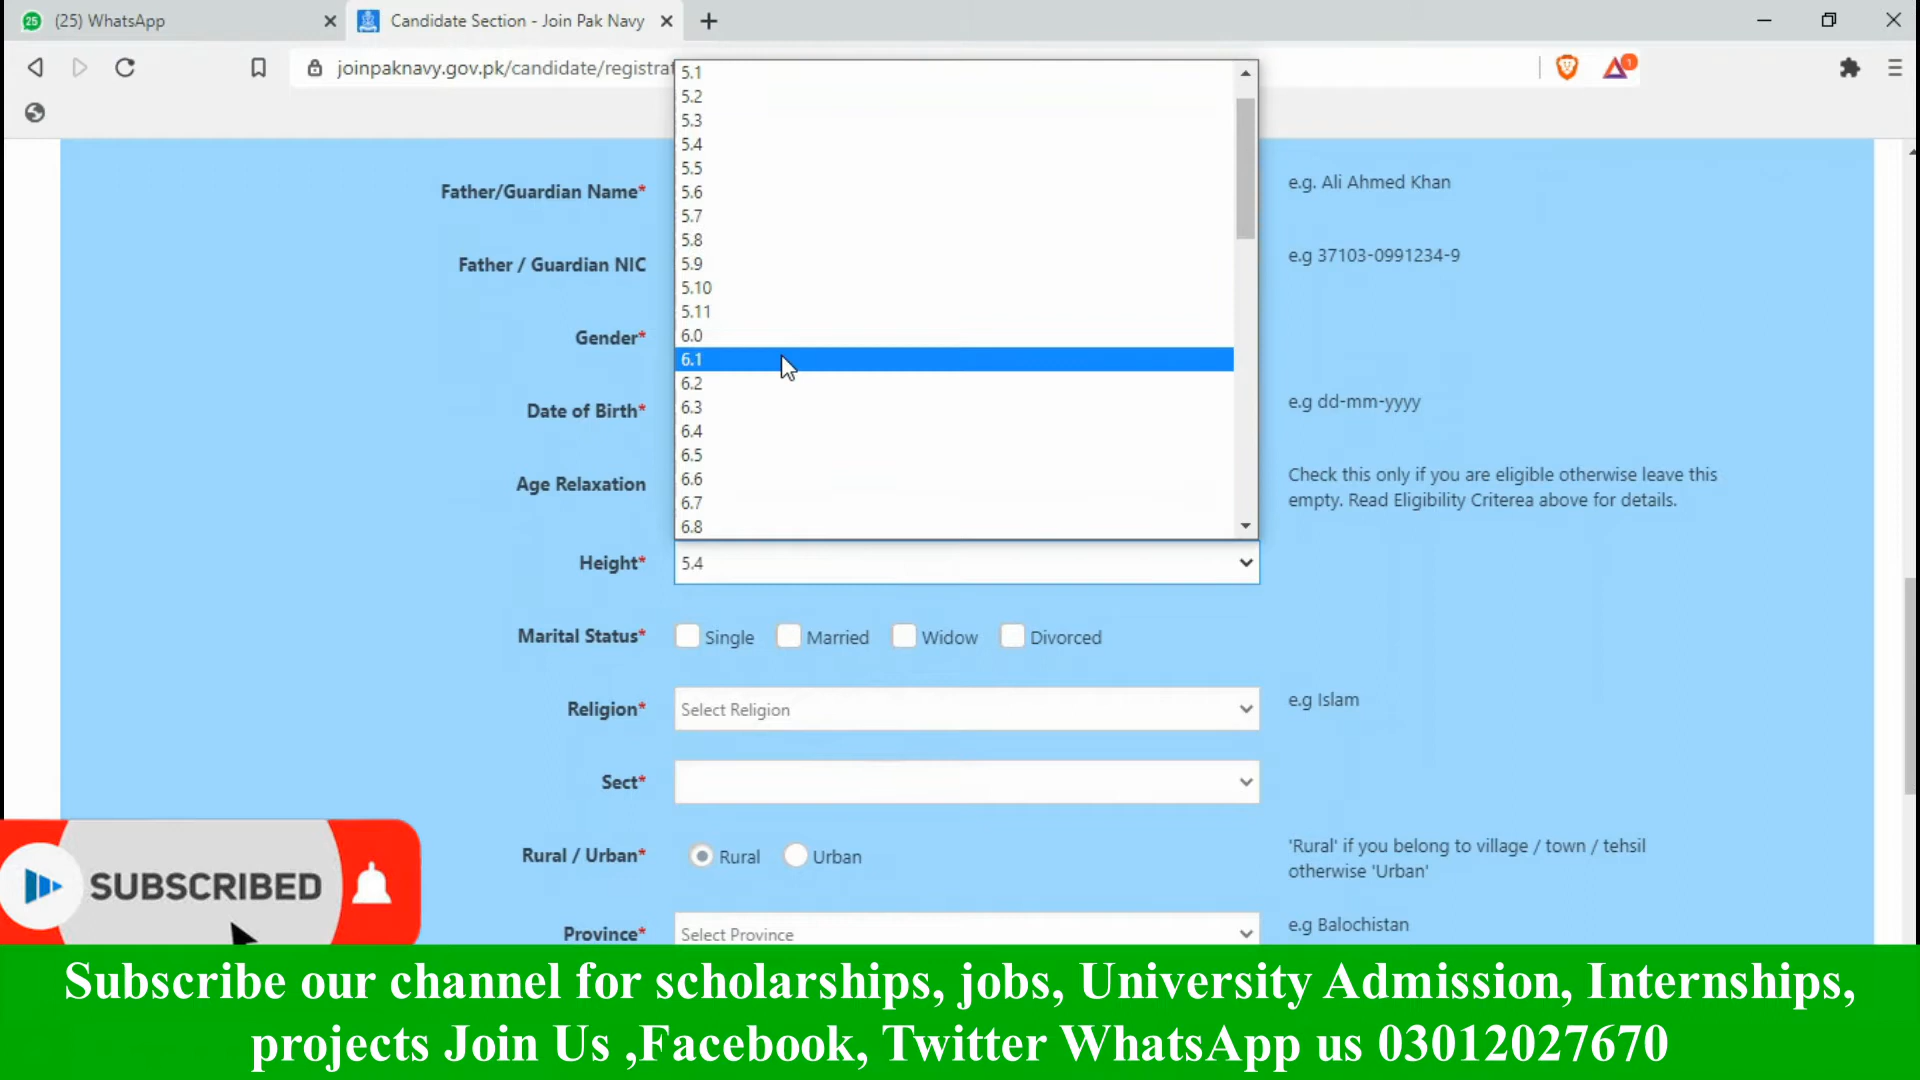 25
(25) WhatsApp
Candidate Section - Join Pak Navy
joinpaknavy.gov.pk/candidate/registrat
1
5.1
5.2
5.3
5.4
5.5
5.6
5.7
5.8
5.9
5.10
5.11
6.0
6.1
6.2
6.3
6.4
6.5
6.6
6.7
6.8
Father/Guardian Name*
e.g. Ali Ahmed Khan
Father / Guardian NIC
e.g 37103-0991234-9
Gender*
Date of Birth*
e.g dd-mm-yyyy
Age Relaxation
Check this only if you are eligible otherwise leave this
empty. Read Eligibility Criterea above for details.
Height*
5.4
Marital Status*
Single
Married
Widow
Divorced
Religion*
Select Religion
e.g Islam
Sect*
Rural / Urban*
Rural
Urban
'Rural' if you belong to village / town / tehsil
otherwise 'Urban'
Province*
Select Province
e.g Balochistan
SUBSCRIBED
Subscribe our channel for scholarships, jobs, University Admission, Internships,
projects Join Us ,Facebook, Twitter WhatsApp us 03012027670